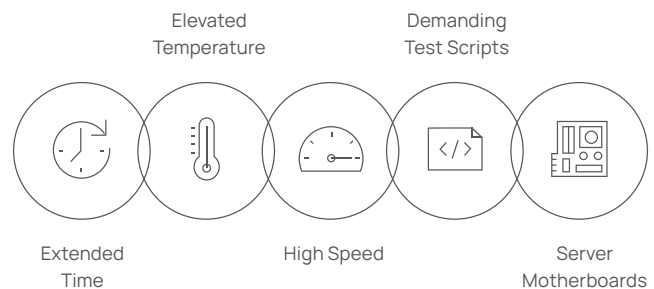 Elevated
Temperature
Demanding
Test Scripts
</>
Extended
Time
High Speed
Server
Motherboards